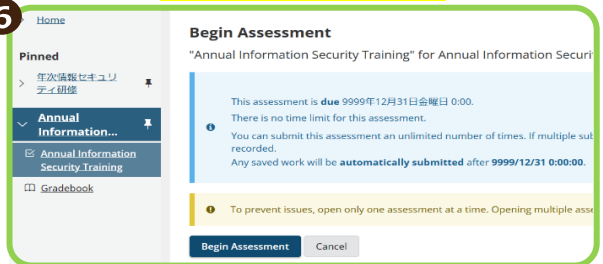 6
Home
Pinned
年次情報セキュリ
ティ研修
Annual
Information...
Annual Information
Security Training
Gradebook
Begin Assessment
"Annual Information Security Training" for Annual Information Securi
This assessment is due 9999年12月31日金曜日 0:00.
There is no time limit for this assessment.
You can submit this assessment an unlimited number of times. If multiple sub
recorded.
Any saved work will be automatically submitted after 9999/12/31 0:00:00.
To prevent issues, open only one assessment at a time. Opening multiple asse
Begin Assessment Cancel